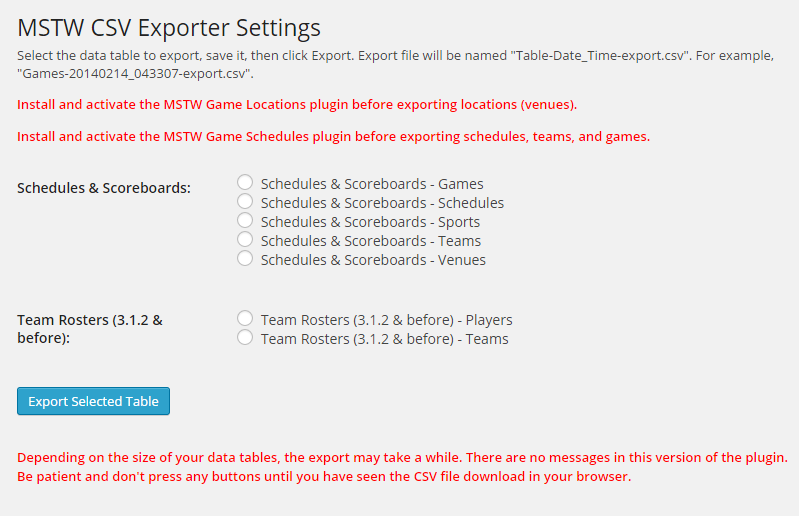 MSTW CSV Exporter Settings
Select the data table to export, save it, then click Export. Export file will be named "Table-Date_Time-export.csv". For example,
"Games-20140214_043307-export.csv".
Install and activate the MSTW Game Locations plugin before exporting locations (venues).
Install and activate the MSTW Game Schedules plugin before exporting schedules, teams, and games.
Schedules & Scoreboards:
Schedules & Scoreboards - Games
Schedules & Scoreboards - Schedules
Schedules & Scoreboards - Sports
Schedules & Scoreboards - Teams
Schedules & Scoreboards - Venues
Team Rosters (3.1.2 &
before):
Team Rosters (3.1.2 & before) - Players
Team Rosters (3.1.2 & before) - Teams
Export Selected Table
Depending on the size of your data tables, the export may take a while. There are no messages in this version of the plugin.
Be patient and don't press any buttons until you have seen the CSV file download in your browser.